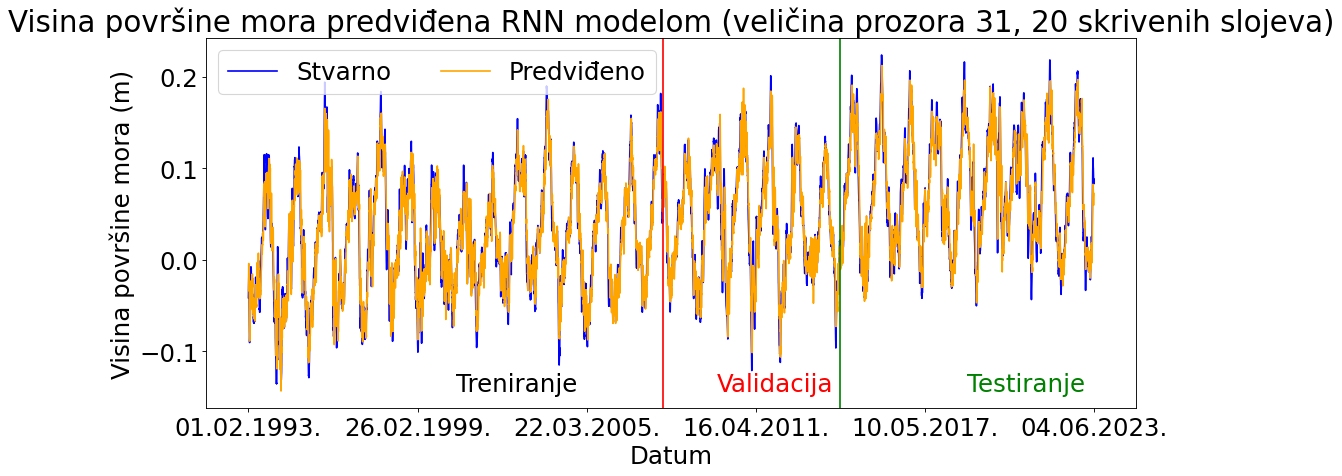 Visina površine mora predviđena RNN modelom (veličina prozora 31, 20 skrivenih slojeva)
Stvarno Predviđeno
Visina površine mora (m)
0.2
0.1
0.0
−0.1
Treniranje Validacija Testiranje
01.02.1993. 26.02.1999. 22.03.2005. 16.04.2011. 10.05.2017. 04.06.2023.
Datum